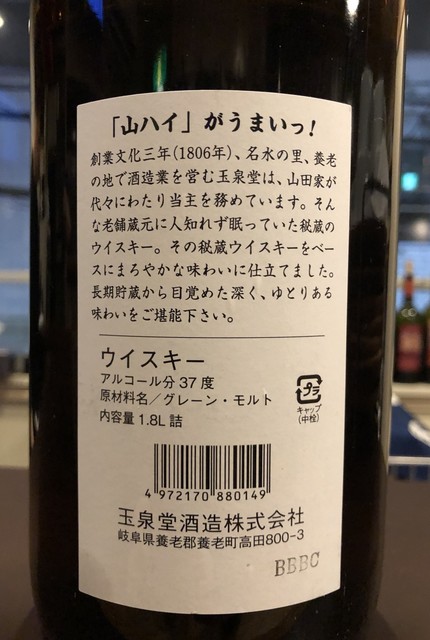 「山ハイ」がうまいっ！
創業文化三年(1806年)、名水の里、養老
の地で酒造業を営む玉泉堂は、山田家が
代々にわたり当主を務めています。そん
な老舗蔵元に人知れず眠っていた秘蔵の
ウイスキー。その秘蔵ウイスキーをベー
スにまろやかな味わいに仕立てました。
長期貯蔵から目覚めた深く、ゆとりある
味わいをご堪能下さい。
ウイスキー
アルコール分 37 度
原材料名／グレーン・モルト
内容量 1.8L 詰
プラ
キャップ
(中栓)
4 972170 880149
玉泉堂酒造株式会社
岐阜県養老郡養老町高田800-3
BBBC